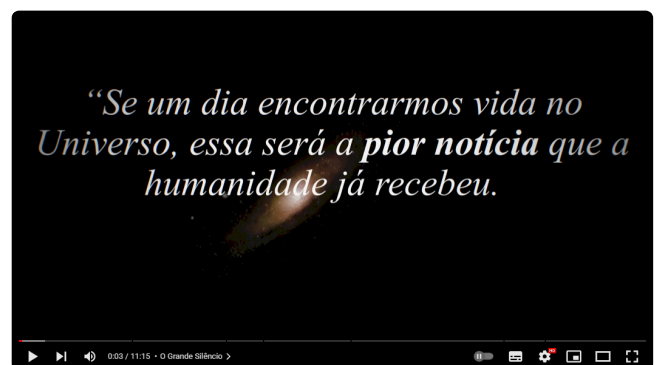 “Se um dia encontrarmos vida no
Universo, essa será a pior notícia que a
humanidade já recebeu.
0:03 / 11:15 • O Grande Silêncio >
HD